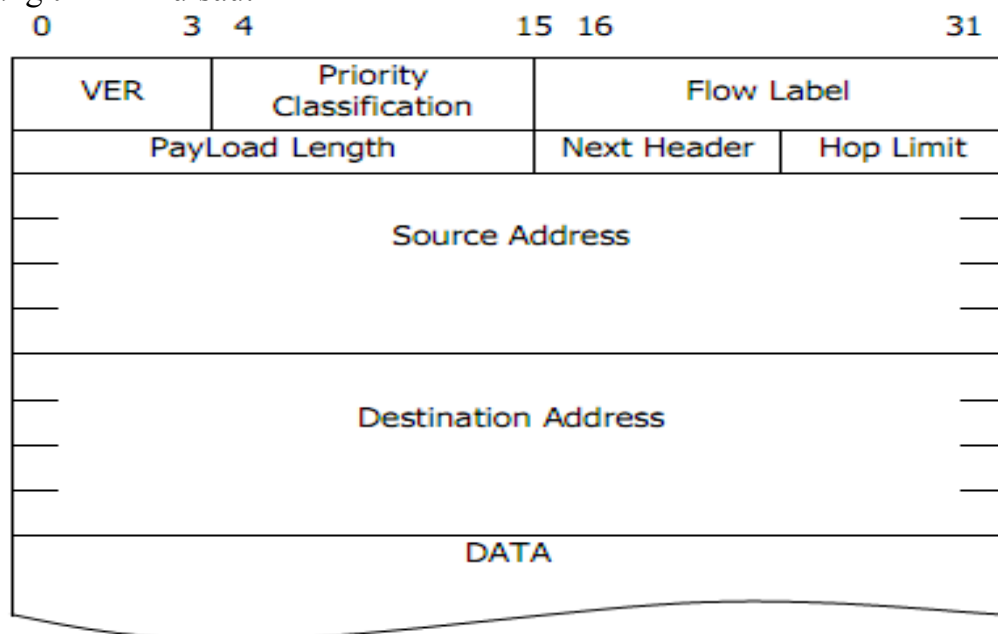 0 3 4 15 16 31
VER Priority Classification Flow Label
PayLoad Length Next Header Hop Limit
Source Address
Destination Address
DATA